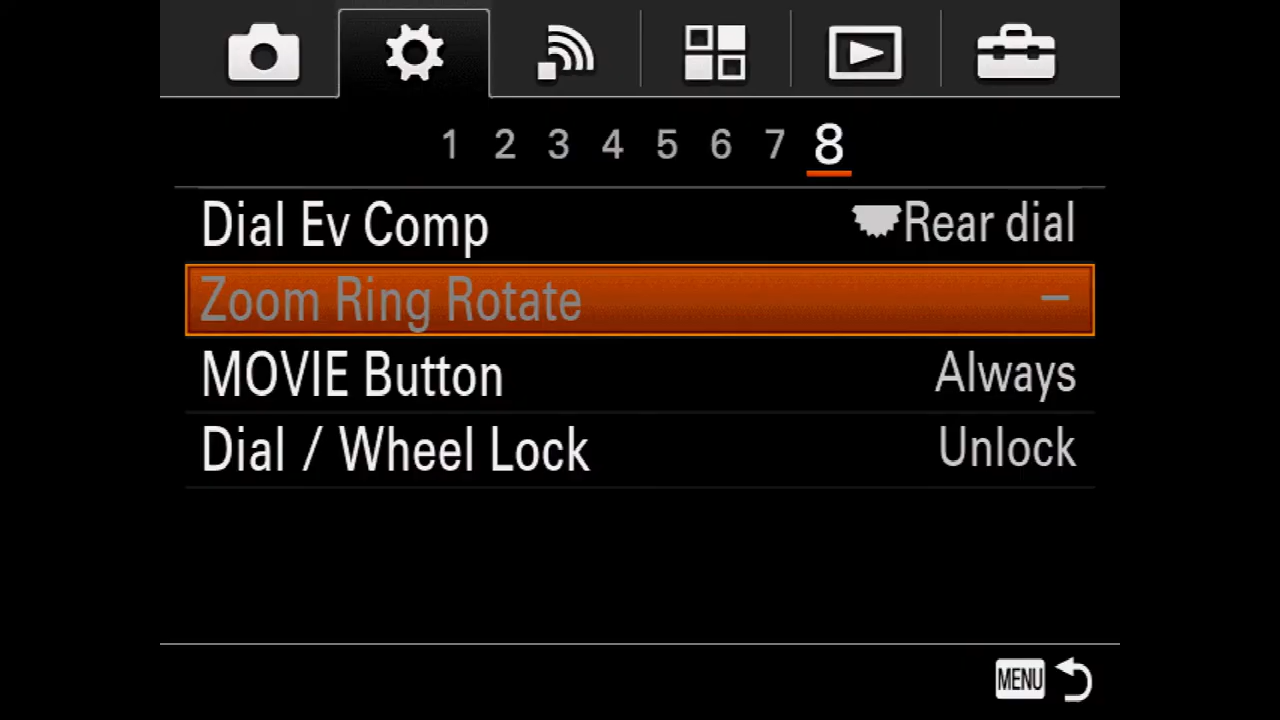 1 2 3 4 5 6 7 8
Dial Ev Comp Rear dial
Zoom Ring Rotate –
MOVIE Button Always
Dial / Wheel Lock Unlock
MENU